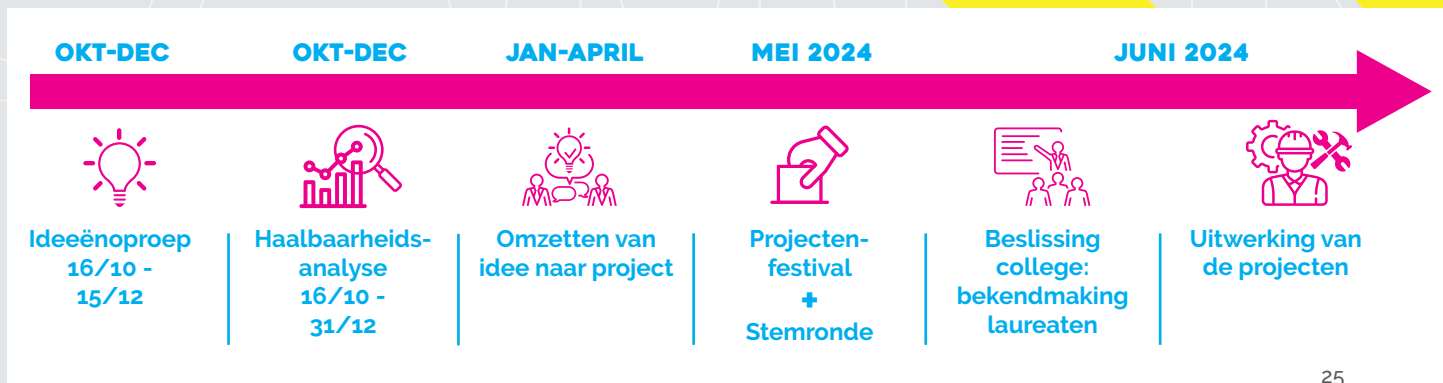 OKT-DEC
OKT-DEC
JAN-APRIL
MEI 2024
JUNI 2024
Ideeënoproep
16/10 -
15/12
Haalbaarheids-
analyse
16/10 -
31/12
Omzetten van
idee naar project
Projecten-
festival
+
Stemronde
Beslissing
college:
bekendmaking
laureaten
Uitwerking van
de projecten
25